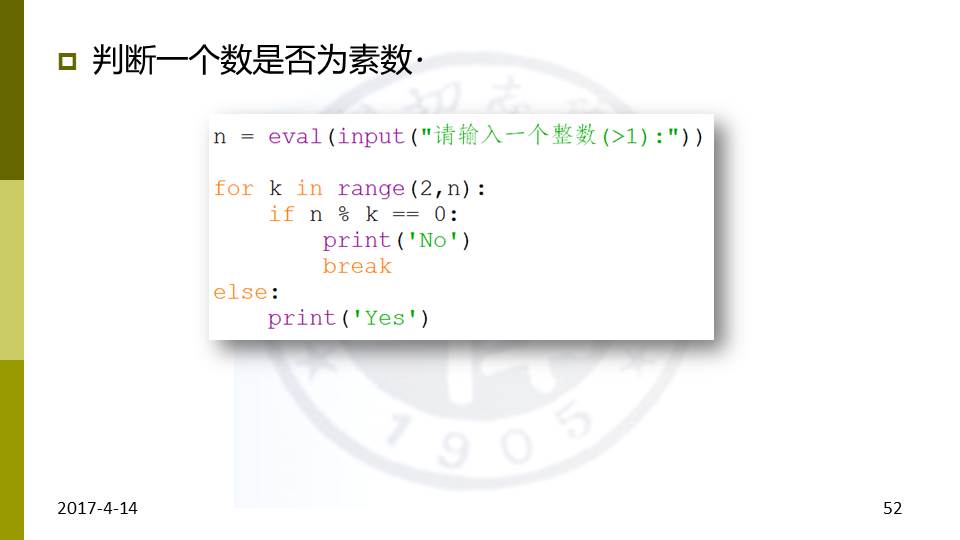 判断一个数是否为素数·
n = eval(input("请输入一个整数(>1):"))
for k in range(2,n):
    if n % k == 0:
        print('No')
        break
else:
    print('Yes')
1905
2017-4-14
52